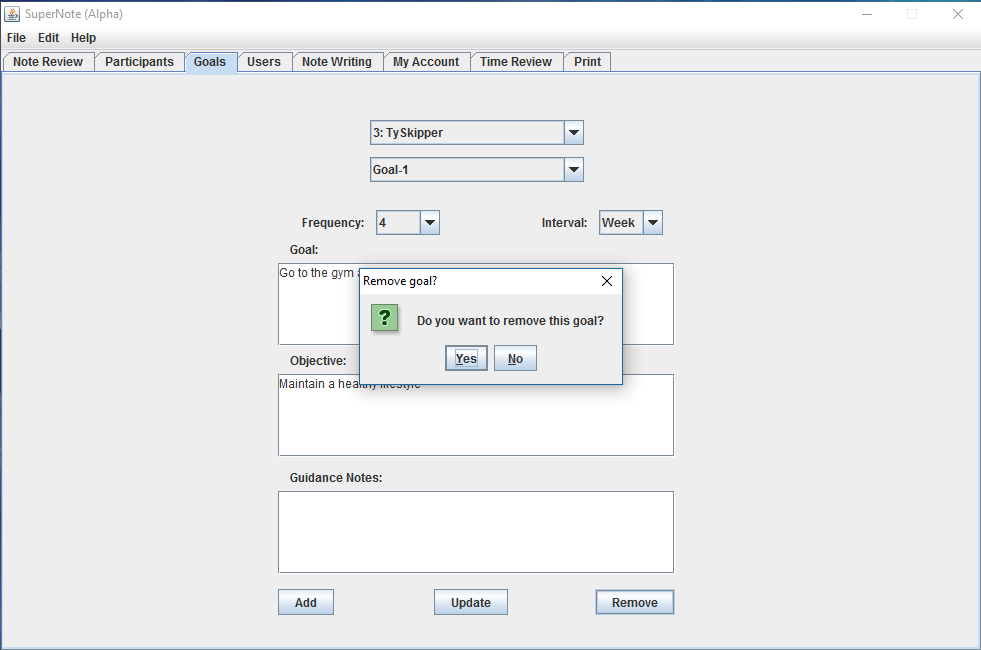 SuperNote (Alpha)
File Edit Help
Note Review Participants Goals Users Note Writing My Account Time Review Print
3: TySkipper
Goal-1
Frequency: 4 Interval: Week
Goal:
Go to the gym
Remove goal?
?
Do you want to remove this goal?
Yes No
Objective:
Maintain a healthy lifestyle
Guidance Notes:
Add Update Remove